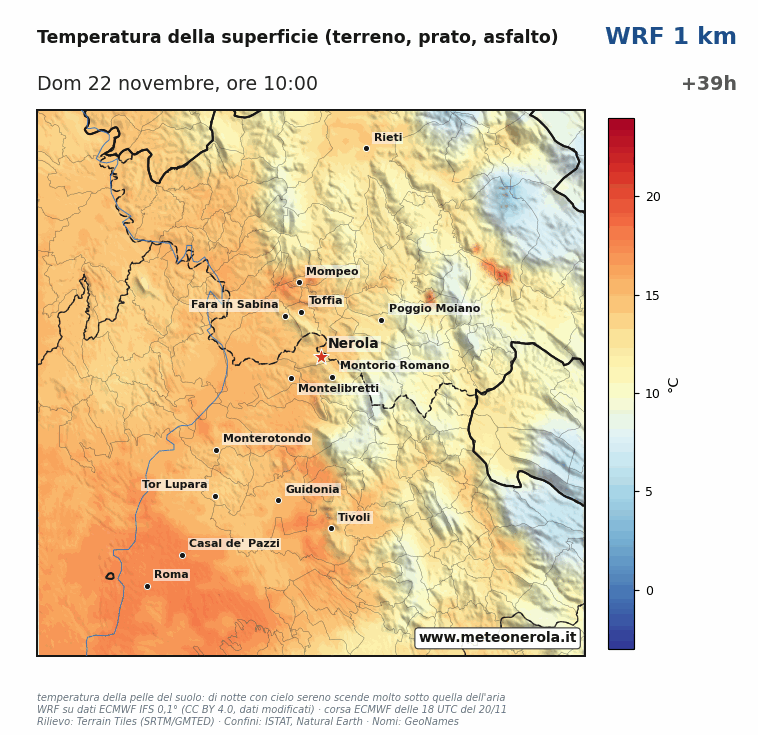 Temperatura della superficie (terreno, prato, asfalto)
WRF 1 km
Dom 22 novembre, ore 10:00
+39h
Rieti
Mompeo
Fara in Sabina
Toffia
Poggio Moiano
Nerola
Montorio Romano
Montelibretti
Monterotondo
Tor Lupara
Guidonia
Tivoli
Casal de' Pazzi
Roma
www.meteonerola.it
20
15
10
5
0
°C
temperatura della pelle del suolo: di notte con cielo sereno scende molto sotto quella dell'aria
WRF su dati ECMWF IFS 0,1° (CC BY 4.0, dati modificati) · corsa ECMWF delle 18 UTC del 20/11
Rilievo: Terrain Tiles (SRTM/GMTED) · Confini: ISTAT, Natural Earth · Nomi: GeoNames